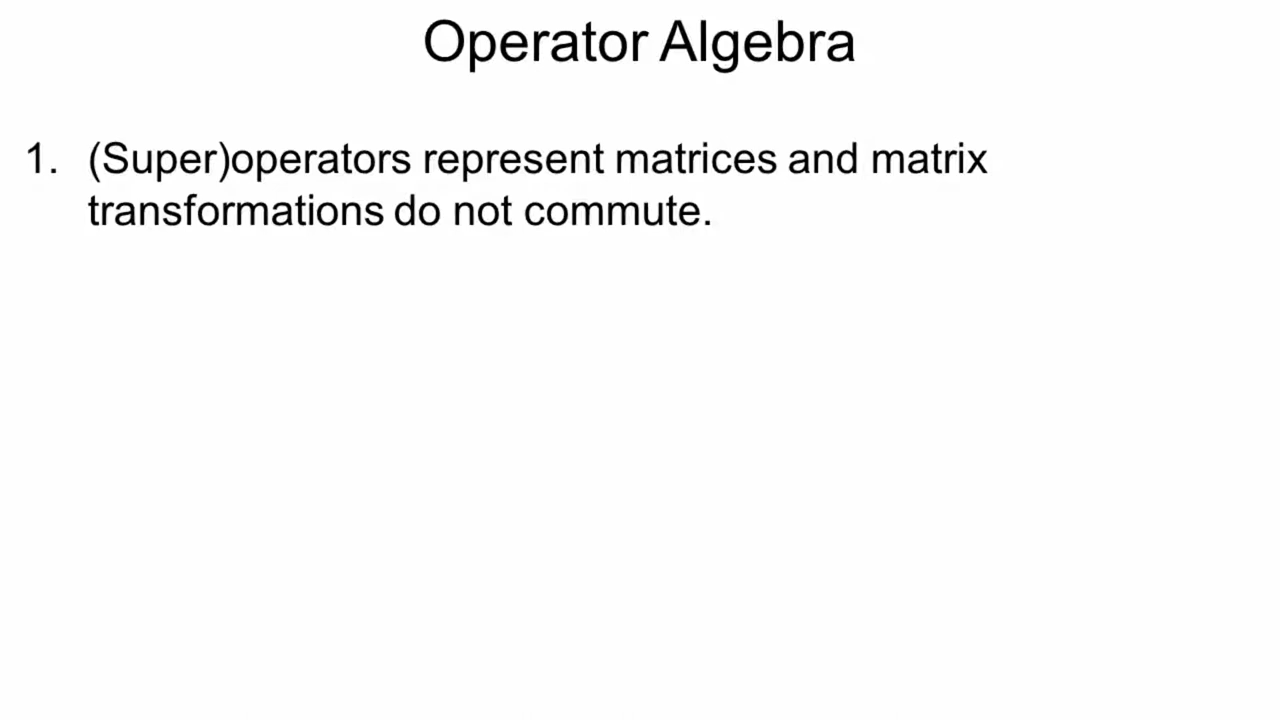 Operator Algebra
1. (Super)operators represent matrices and matrix
transformations do not commute.